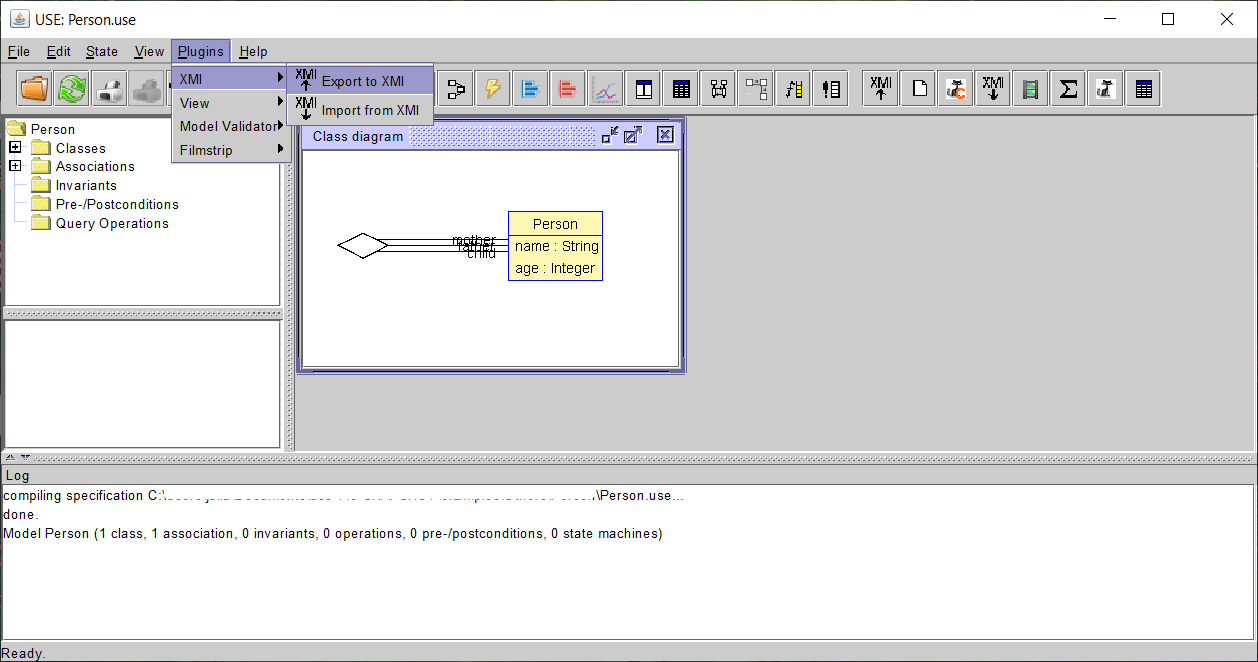 USE: Person.use
File Edit State View Plugins Help
XMI
View
Model Validator
Filmstrip
XMI Export to XMI
XMI Import from XMI
XMI XMI
Person
Classes
Associations
Invariants
Pre-/Postconditions
Query Operations
Class diagram
mother
father
child
Person
name : String
age : Integer
Log
compiling specification C:\ \Person.use...
done.
Model Person (1 class, 1 association, 0 invariants, 0 operations, 0 pre-/postconditions, 0 state machines)
Ready.